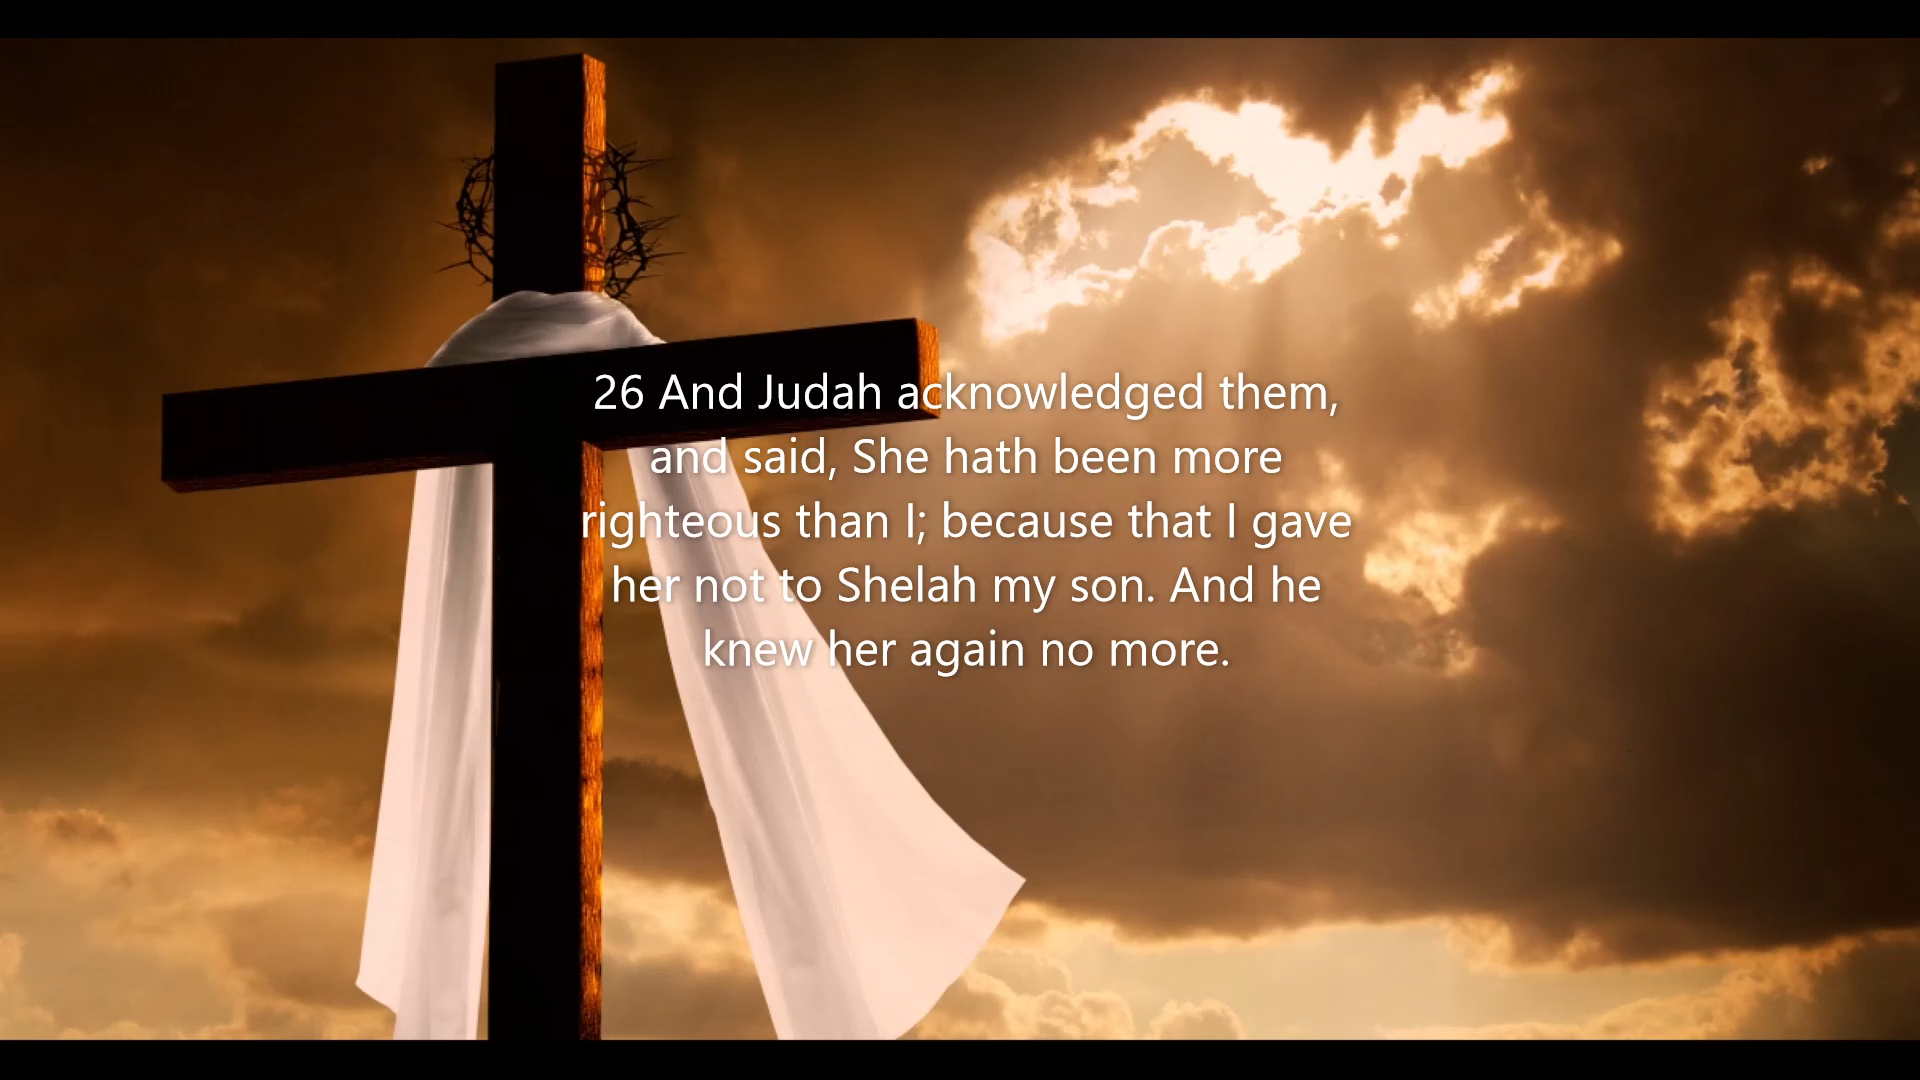 26 And Judah acknowledged them,
and said, She hath been more
righteous than I; because that I gave
her not to Shelah my son. And he
knew her again no more.